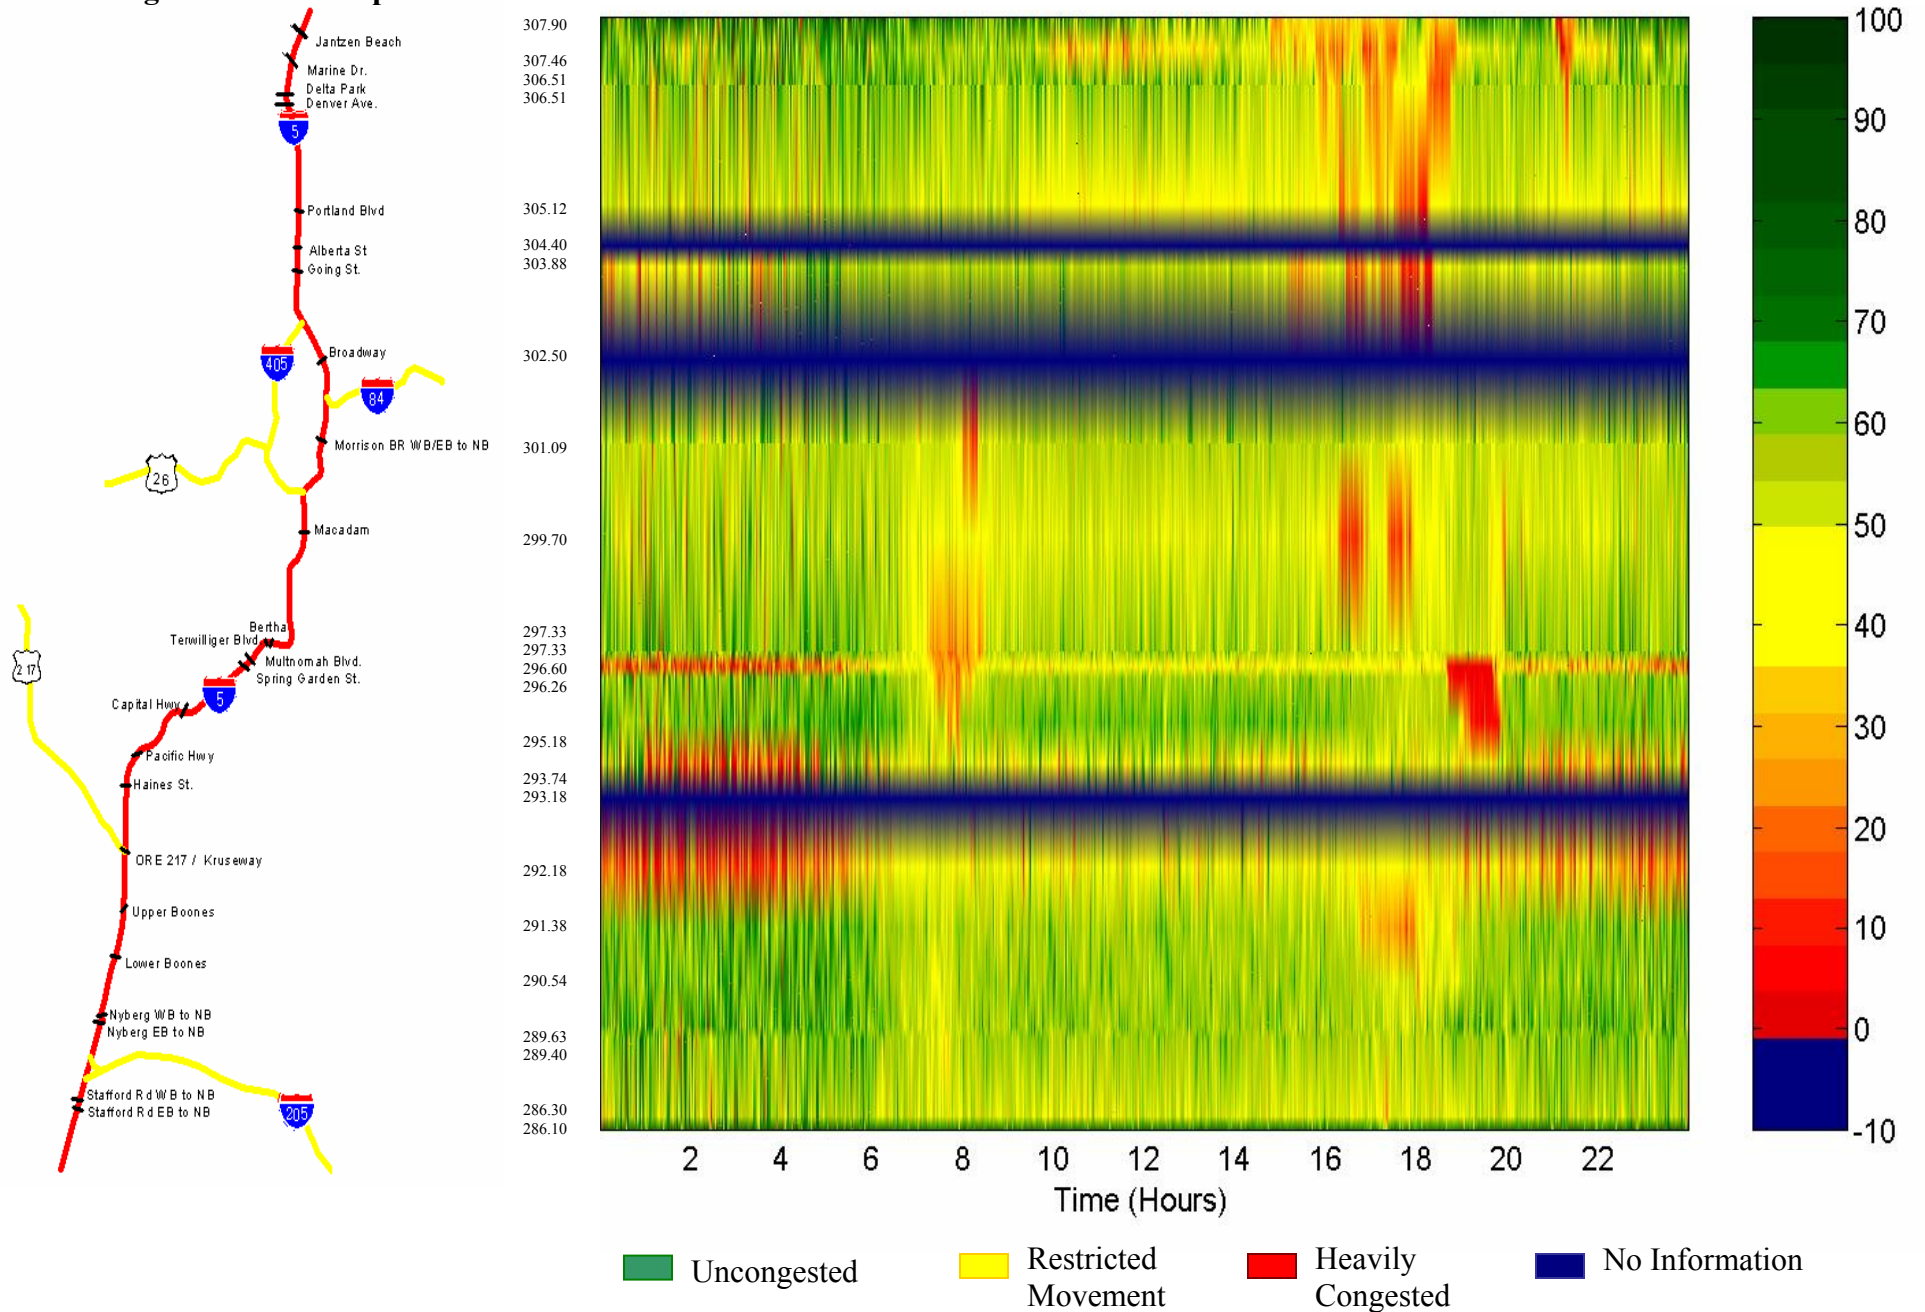 Jantzen Beach
Marine Dr.
Delta Park
Denver Ave.
5
Portland Blvd
Alberta St
Going St.
Broadway
405
84
Morrison BR WB/EB to NB
26
Macadam
Bertha
Terwilliger Blvd
Multnomah Blvd.
Spring Garden St.
217
5
Capital Hwy
Pacific Hwy
Haines St.
ORE 217 / Kruseway
Upper Boones
Lower Boones
Nyberg WB to NB
Nyberg EB to NB
Stafford Rd WB to NB
Stafford Rd EB to NB
205
307.90
307.46
306.51
306.51
305.12
304.40
303.88
302.50
301.09
299.70
297.33
297.33
296.60
296.26
295.18
293.74
293.18
292.18
291.38
290.54
289.63
289.40
286.30
286.10
2 4 6 8 10 12 14 16 18 20 22
Time (Hours)
100
90
80
70
60
50
40
30
20
10
0
-10
Uncongested
Restricted
Movement
Heavily
Congested
No Information